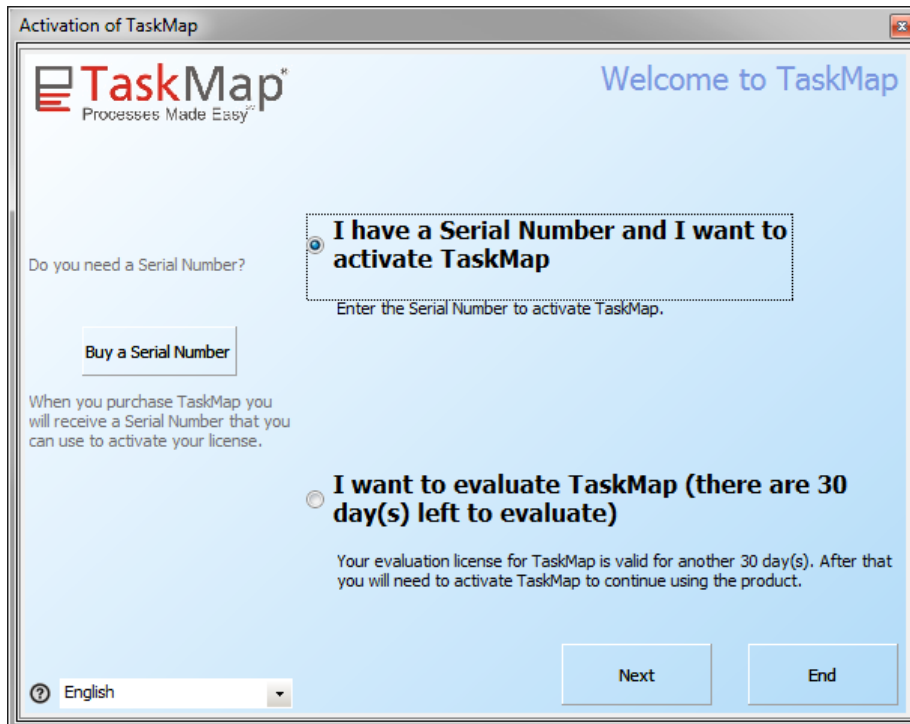 Activation of TaskMap
TaskMap®
Processes Made Easy
Welcome to TaskMap
I have a Serial Number and I want to
activate TaskMap
Enter the Serial Number to activate TaskMap.
Do you need a Serial Number?
Buy a Serial Number
When you purchase TaskMap you
will receive a Serial Number that you
can use to activate your license.
I want to evaluate TaskMap (there are 30
day(s) left to evaluate)
Your evaluation license for TaskMap is valid for another 30 day(s). After that
you will need to activate TaskMap to continue using the product.
English
Next
End